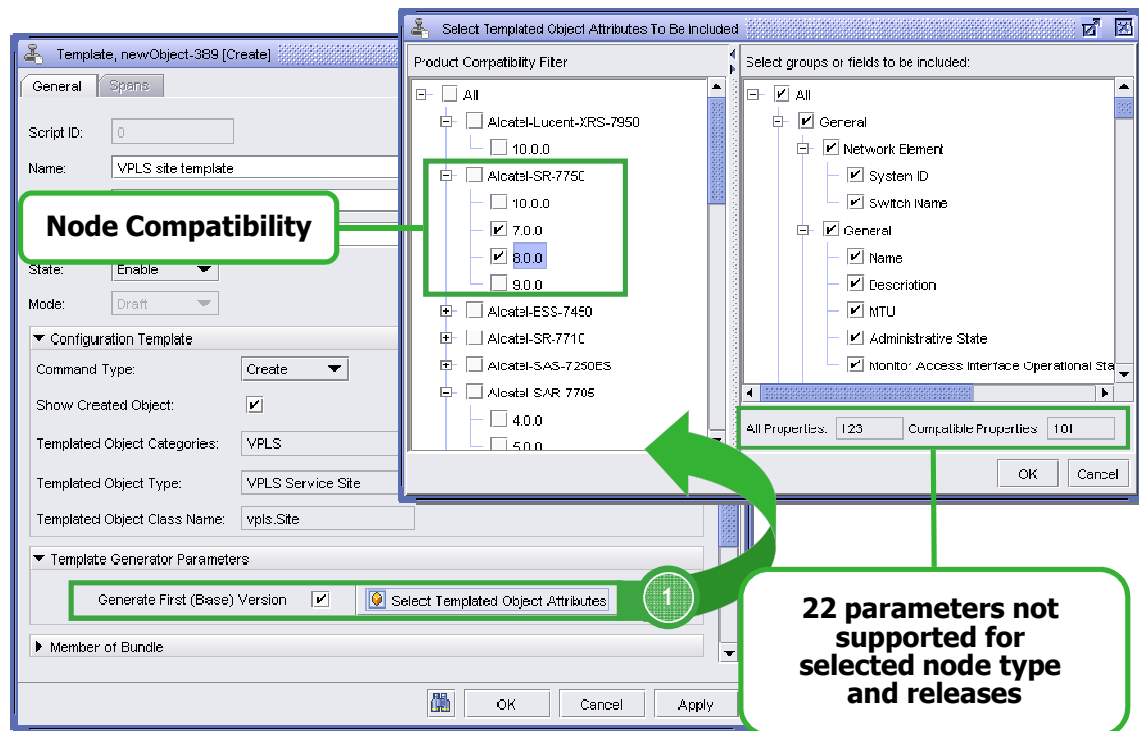 Select Templated Object Attributes To Be Included
Template, newObject-389 [Create]
General
Spans
Script ID:
0
Name:
VPLS site template
Node Compatibility
State:
Enable
Mode:
Draft
Configuration Template
Command Type:
Create
Show Created Object:
Templated Object Categories:
VPLS
Templated Object Type:
VPLS Service Site
Templated Object Class Name:
vpls.Site
Template Generator Parameters
Generate First (Base) Version
Select Templated Object Attributes
1
Member of Bundle
OK
Cancel
Apply
Product Compatibility Filter
All
Alcatel-Lucent-XRS-7950
10.0.0
Alcatel-SR-7750
10.0.0
7.0.0
8.0.0
9.0.0
Alcatel-ESS-7450
Alcatel-SR-7710
Alcatel-SAS-7250ES
Alcatel-SAR-7705
4.0.0
5.0.0
Select groups or fields to be included:
All
General
Network Element
System ID
Switch Name
General
Name
Description
MTU
Administrative State
Monitor Access Interface Operational Sta
All Properties:
123
Compatible Properties
101
OK
Cancel
22 parameters not
supported for
selected node type
and releases